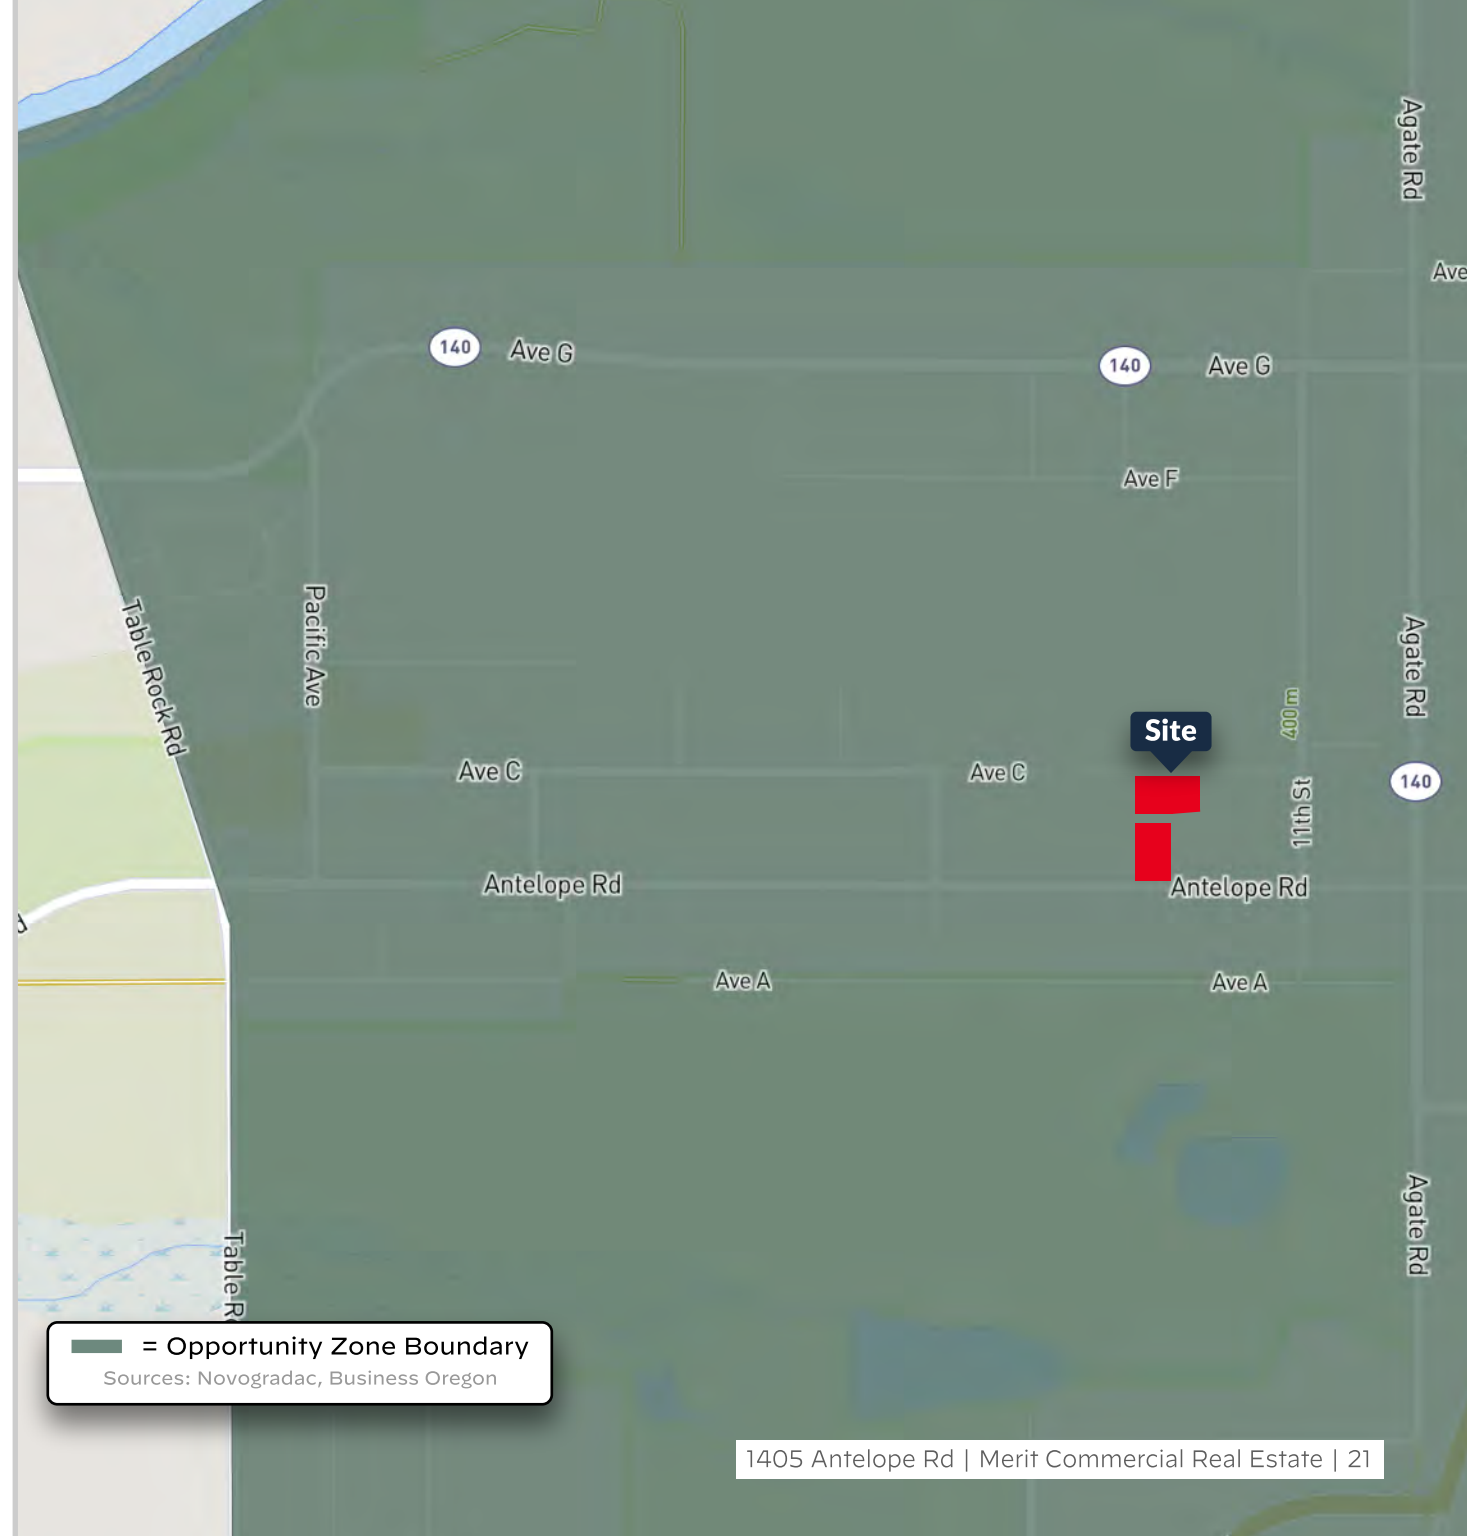 Agate Rd
Ave
140
Ave G
140
Ave G
Ave F
Table Rock Rd
Pacific Ave
Agate Rd
400 m
Site
Ave C
Ave C
11th St
140
Antelope Rd
Antelope Rd
Ave A
Ave A
Agate Rd
Table Ro
= Opportunity Zone Boundary
Sources: Novogradac, Business Oregon
1405 Antelope Rd | Merit Commercial Real Estate | 21